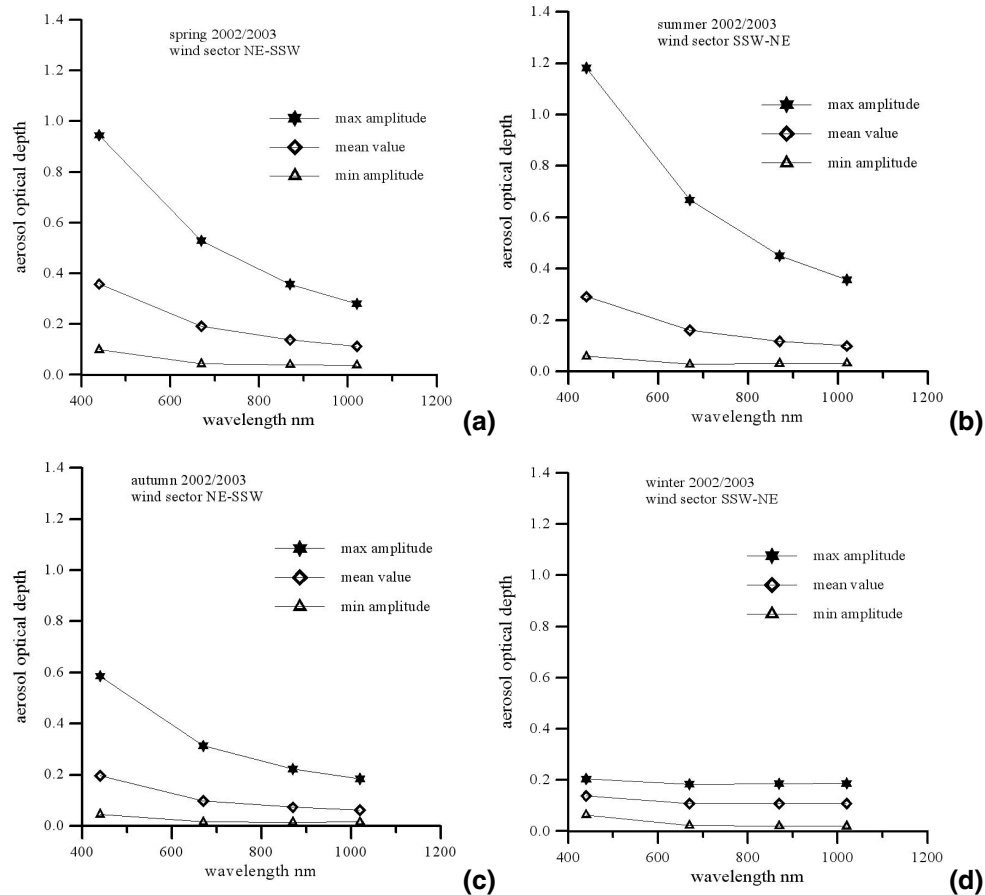 spring 2002/2003
wind sector NE-SSW
max amplitude
mean value
min amplitude
aerosol optical depth
1.4
1.2
1.0
0.8
0.6
0.4
0.2
0.0
400
600
800
1000
1200
wavelength nm
(a)
summer 2002/2003
wind sector SSW-NE
max amplitude
mean value
min amplitude
aerosol optical depth
1.4
1.2
1.0
0.8
0.6
0.4
0.2
0.0
400
600
800
1000
1200
wavelength nm
(b)
autumn 2002/2003
wind sector NE-SSW
max amplitude
mean value
min amplitude
aerosol optical depth
1.4
1.2
1.0
0.8
0.6
0.4
0.2
0.0
400
600
800
1000
1200
wavelength nm
(c)
winter 2002/2003
wind sector SSW-NE
max amplitude
mean value
min amplitude
aerosol optical depth
1.4
1.2
1.0
0.8
0.6
0.4
0.2
0.0
400
600
800
1000
1200
wavelength nm
(d)